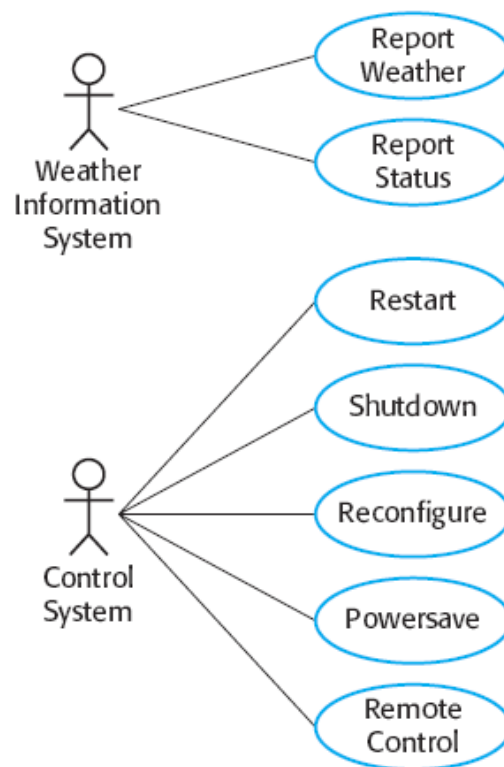 Report
Weather
Report
Status
Weather
Information
System
Restart
Shutdown
Reconfigure
Control
System
Powersave
Remote
Control